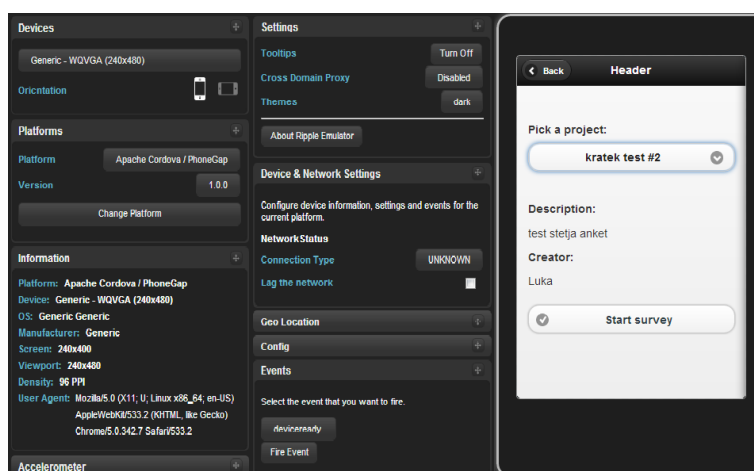 Devices
Generic - WQVGA (240x480)
Orientation
Platforms
Platform
Apache Cordova / PhoneGap
Version
1.0.0
Change Platform
Information
Platform: Apache Cordova / PhoneGap
Device: Generic - WQVGA (240x480)
OS: Generic Generic
Manufacturer: Generic
Screen: 240x400
Viewport: 240x480
Density: 96 PPI
User Agent: Mozilla/5.0 (X11; U; Linux x86_64; en-US)
AppleWebKit/533.2 (KHTML, like Gecko)
Chrome/5.0.342.7 Safari/533.2
Accelerometer
Settings
Tooltips
Turn Off
Cross Domain Proxy
Disabled
Themes
dark
About Ripple Emulator
Device & Network Settings
Configure device information, settings and events for the
current platform.
NetworkStatus
Connection Type
UNKNOWN
Lag the network
Geo Location
Config
Events
Select the event that you want to fire.
deviceready
Fire Event
Back
Header
Pick a project:
kratek test #2
Description:
test stetja anket
Creator:
Luka
Start survey